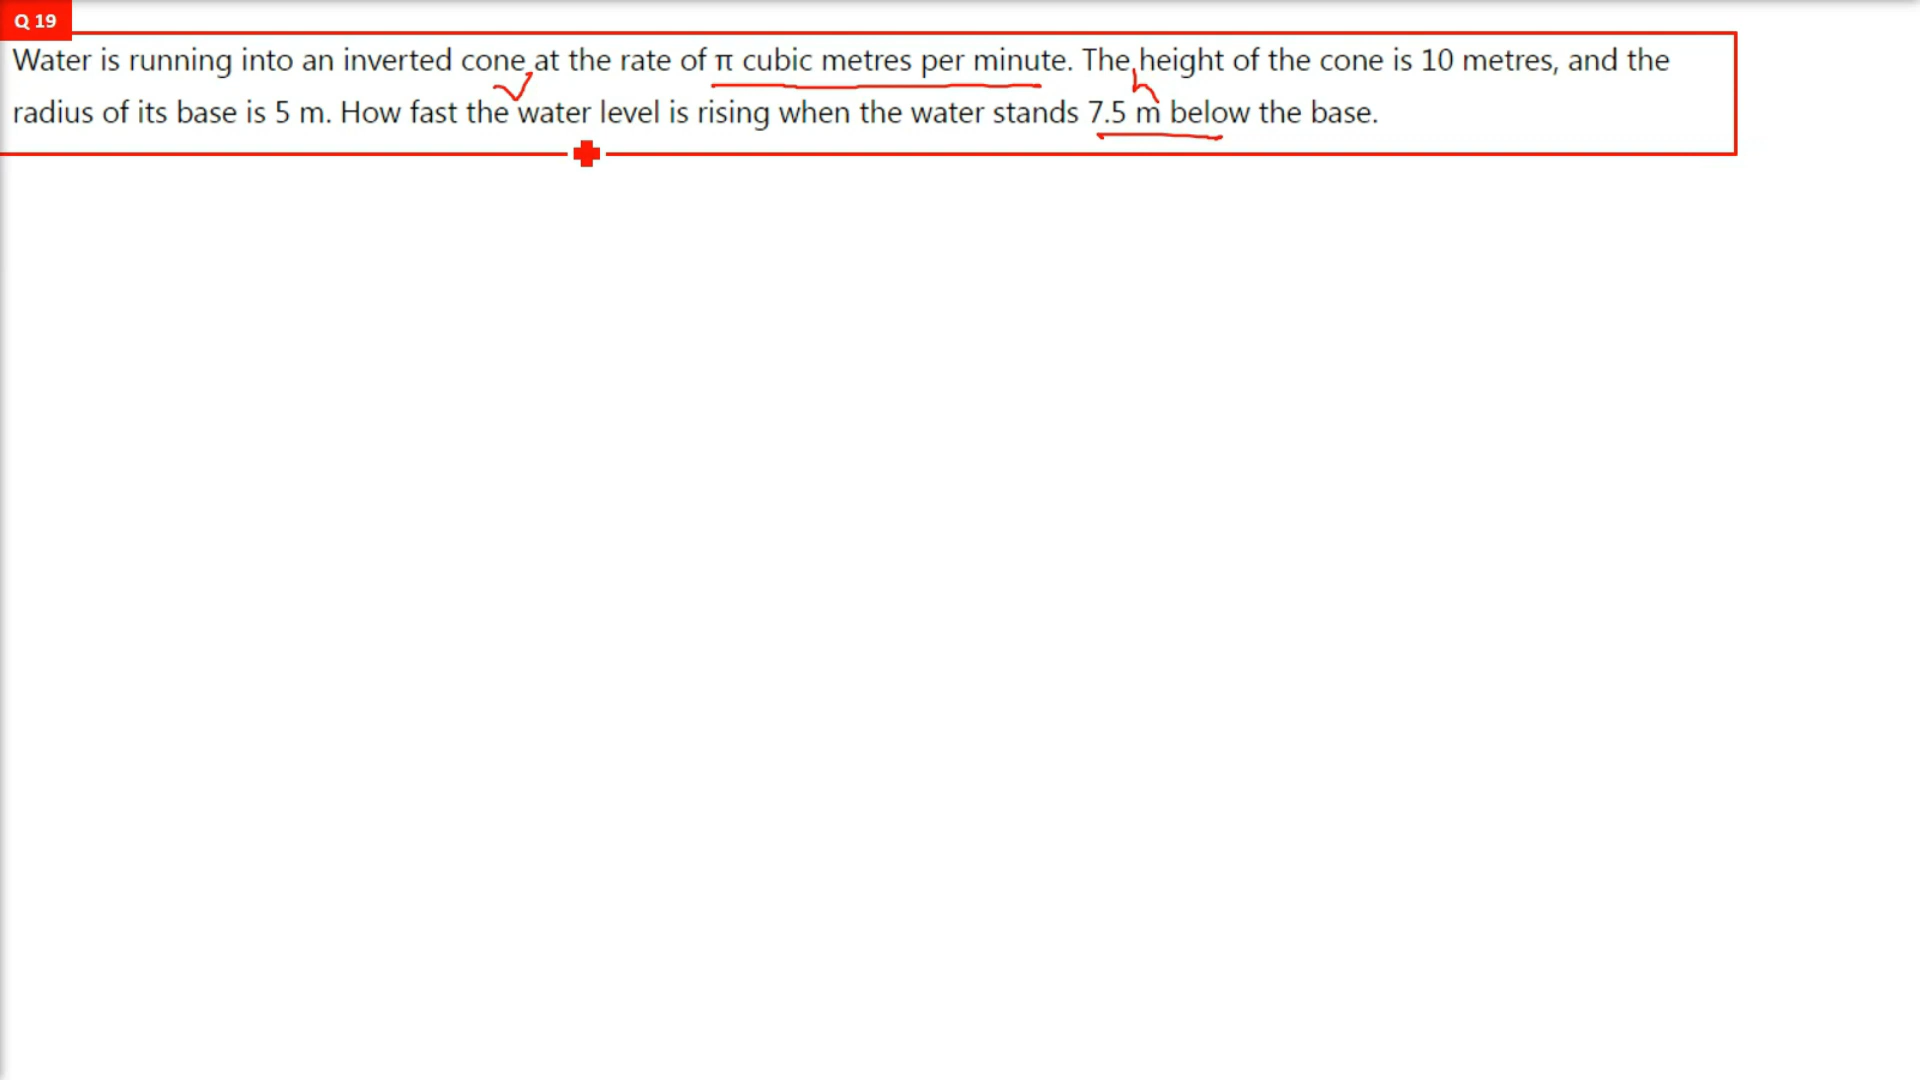 Q 19
Water is running into an inverted cone at the rate of π cubic metres per minute. The height of the cone is 10 metres, and the
h
radius of its base is 5 m. How fast the water level is rising when the water stands 7.5 m below the base.